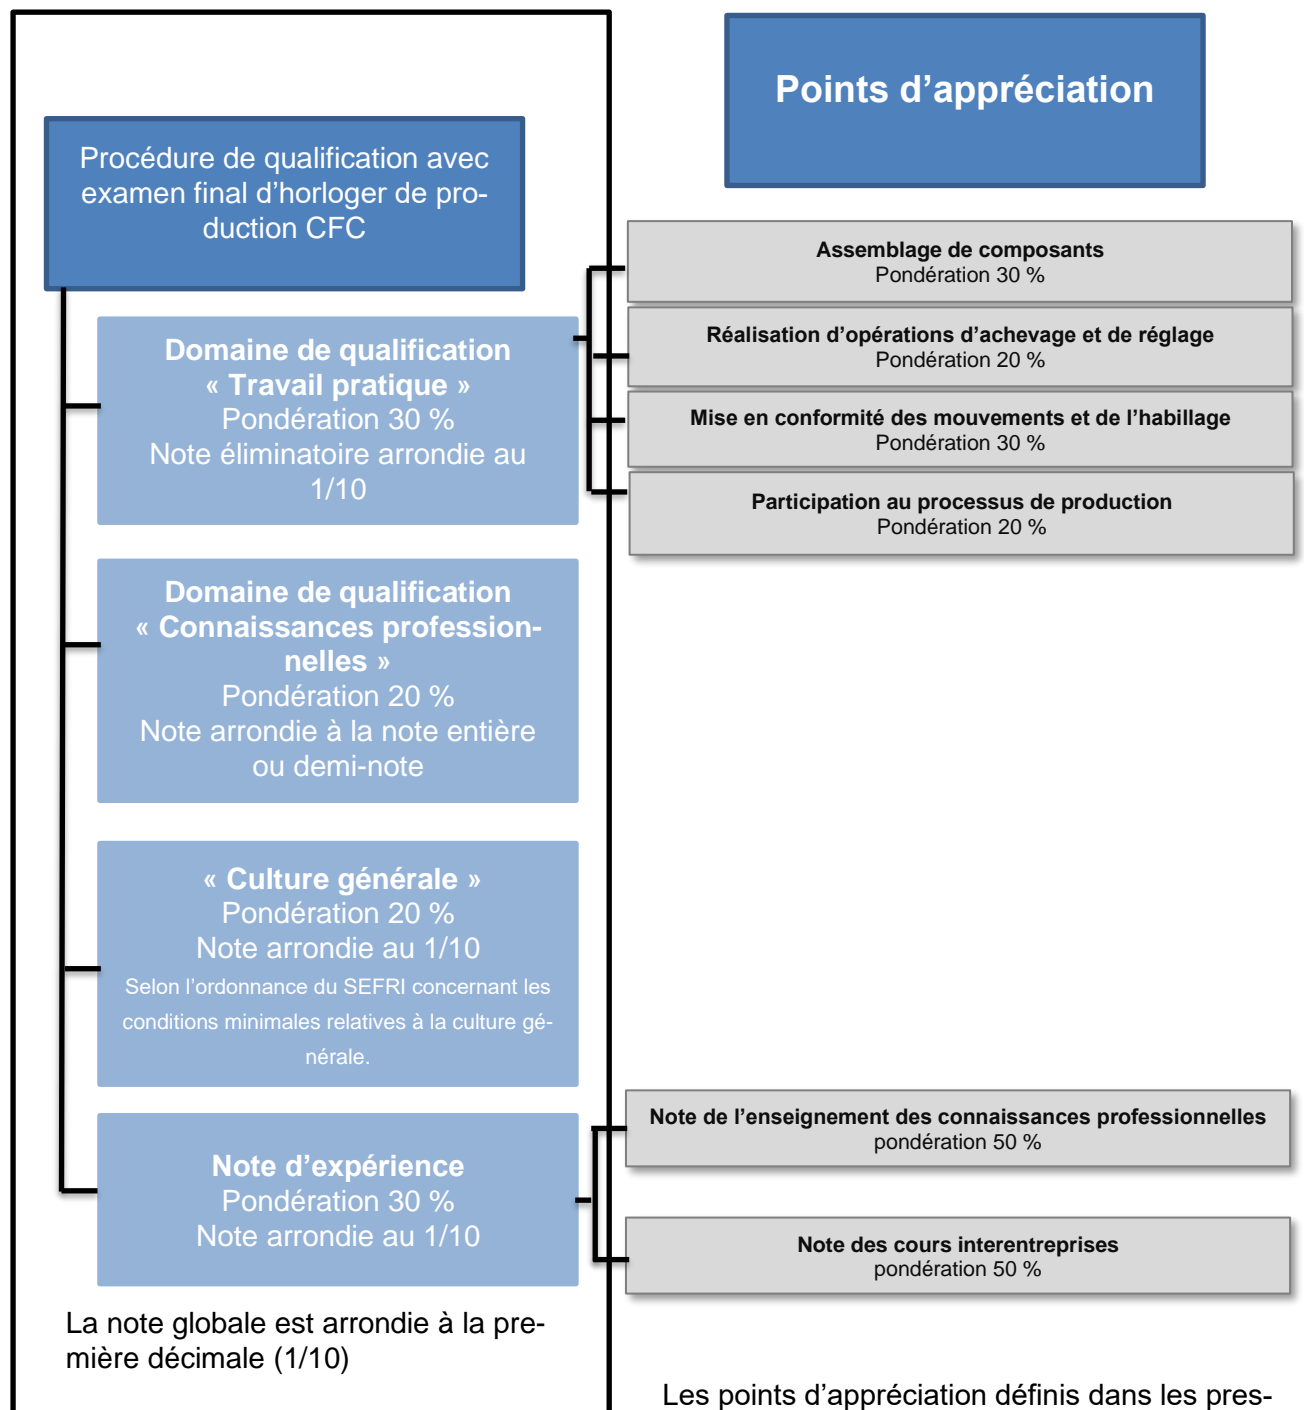 Points d’appréciation
Procédure de qualification avec
examen final d’horloger de pro-
duction CFC
Assemblage de composants
Pondération 30 %
Réalisation d’opérations d’achevage et de réglage
Pondération 20 %
Mise en conformité des mouvements et de l’habillage
Pondération 30 %
Participation au processus de production
Pondération 20 %
Domaine de qualification
« Travail pratique »
Pondération 30 %
Note éliminatoire arrondie au
1/10
Domaine de qualification
« Connaissances profession-
nelles »
Pondération 20 %
Note arrondie à la note entière
ou demi-note
« Culture générale »
Pondération 20 %
Note arrondie au 1/10
Selon l’ordonnance du SEFRI concernant les
conditions minimales relatives à la culture gé-
nérale.
Note d’expérience
Pondération 30 %
Note arrondie au 1/10
Note de l’enseignement des connaissances professionnelles
pondération 50 %
Note des cours interentreprises
pondération 50 %
La note globale est arrondie à la pre-
mière décimale (1/10)
Les points d’appréciation définis dans les pres-